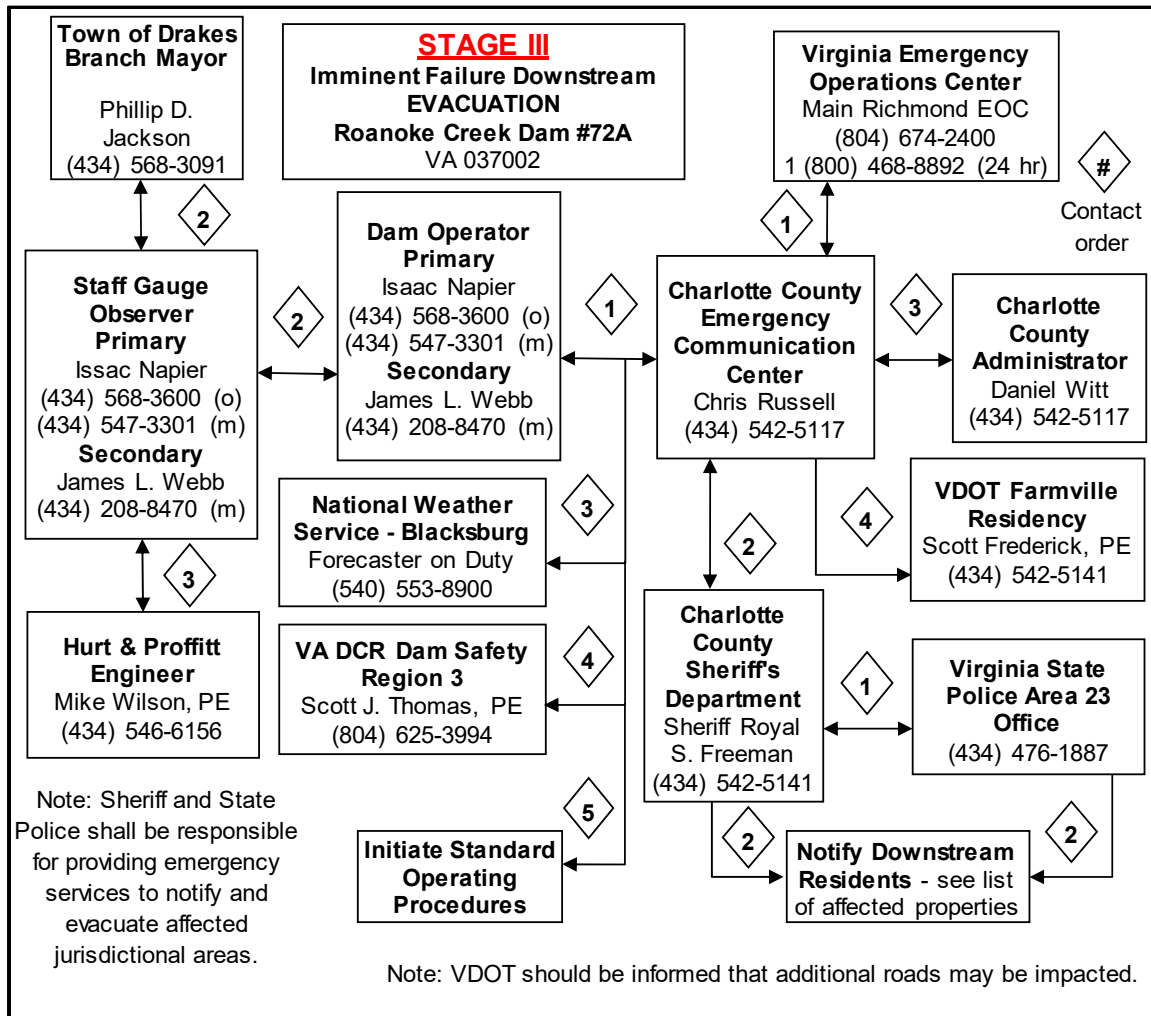 Town of Drakes
Branch Mayor
Phillip D.
Jackson
(434) 568-3091
STAGE III
Imminent Failure Downstream
EVACUATION
Roanoke Creek Dam #72A
VA 037002
Virginia Emergency
Operations Center
Main Richmond EOC
(804) 674-2400
1 (800) 468-8892 (24 hr)
#
Contact
order
2
1
Staff Gauge
Observer
Primary
Issac Napier
(434) 568-3600 (o)
(434) 547-3301 (m)
Secondary
James L. Webb
(434) 208-8470 (m)
2
Dam Operator
Primary
Isaac Napier
(434) 568-3600 (o)
(434) 547-3301 (m)
Secondary
James L. Webb
(434) 208-8470 (m)
1
Charlotte County
Emergency
Communication
Center
Chris Russell
(434) 542-5117
3
Charlotte
County
Administrator
Daniel Witt
(434) 542-5117
National Weather
Service - Blacksburg
Forecaster on Duty
(540) 553-8900
3
2
4
VDOT Farmville
Residency
Scott Frederick, PE
(434) 542-5141
3
Hurt & Proffitt
Engineer
Mike Wilson, PE
(434) 546-6156
VA DCR Dam Safety
Region 3
Scott J. Thomas, PE
(804) 625-3994
4
Charlotte
County
Sheriff's
Department
Sheriff Royal
S. Freeman
(434) 542-5141
1
Virginia State
Police Area 23
Office
(434) 476-1887
Note: Sheriff and State
Police shall be responsible
for providing emergency
services to notify and
evacuate affected
jurisdictional areas.
5
Initiate Standard
Operating
Procedures
2
Notify Downstream
Residents - see list
of affected properties
2
Note: VDOT should be informed that additional roads may be impacted.